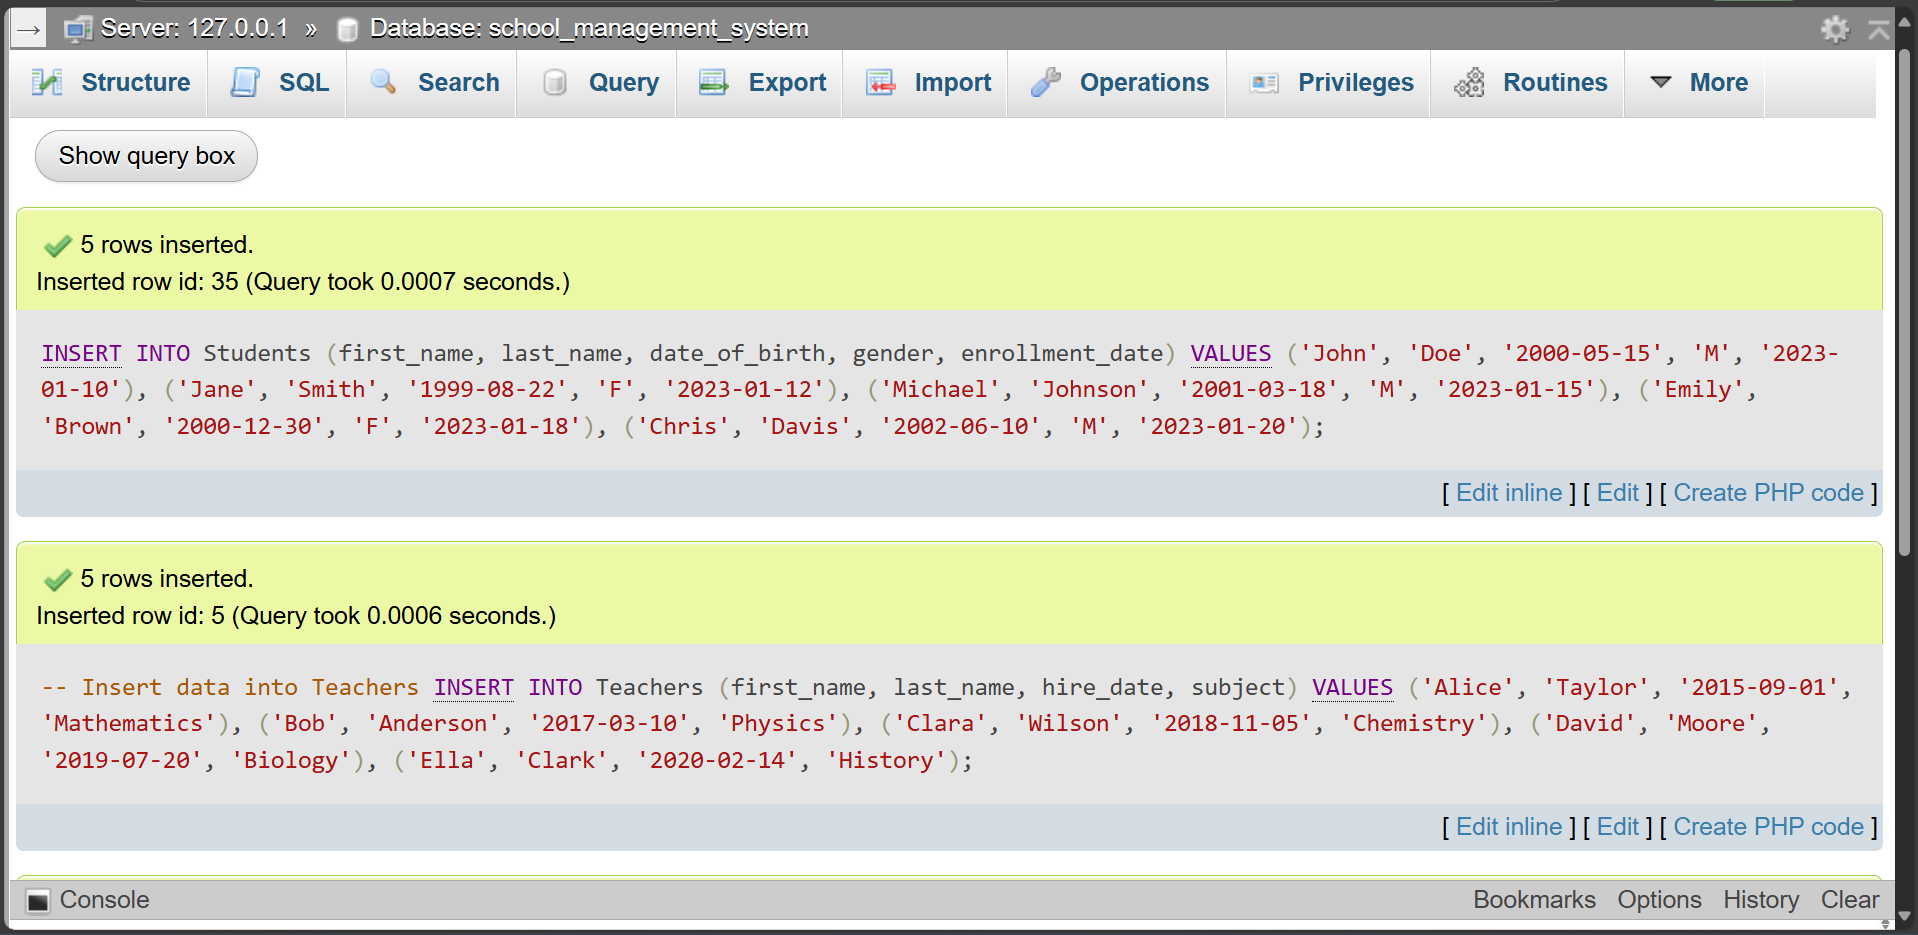 Server: 127.0.0.1 » Database: school_management_system
Structure SQL Search Query Export Import Operations Privileges Routines More
Show query box
5 rows inserted.
Inserted row id: 35 (Query took 0.0007 seconds.)
INSERT INTO Students (first_name, last_name, date_of_birth, gender, enrollment_date) VALUES ('John', 'Doe', '2000-05-15', 'M', '2023-
01-10'), ('Jane', 'Smith', '1999-08-22', 'F', '2023-01-12'), ('Michael', 'Johnson', '2001-03-18', 'M', '2023-01-15'), ('Emily',
'Brown', '2000-12-30', 'F', '2023-01-18'), ('Chris', 'Davis', '2002-06-10', 'M', '2023-01-20');
[ Edit inline ] [ Edit ] [ Create PHP code ]
5 rows inserted.
Inserted row id: 5 (Query took 0.0006 seconds.)
-- Insert data into Teachers INSERT INTO Teachers (first_name, last_name, hire_date, subject) VALUES ('Alice', 'Taylor', '2015-09-01',
'Mathematics'), ('Bob', 'Anderson', '2017-03-10', 'Physics'), ('Clara', 'Wilson', '2018-11-05', 'Chemistry'), ('David', 'Moore',
'2019-07-20', 'Biology'), ('Ella', 'Clark', '2020-02-14', 'History');
[ Edit inline ] [ Edit ] [ Create PHP code ]
Console Bookmarks Options History Clear